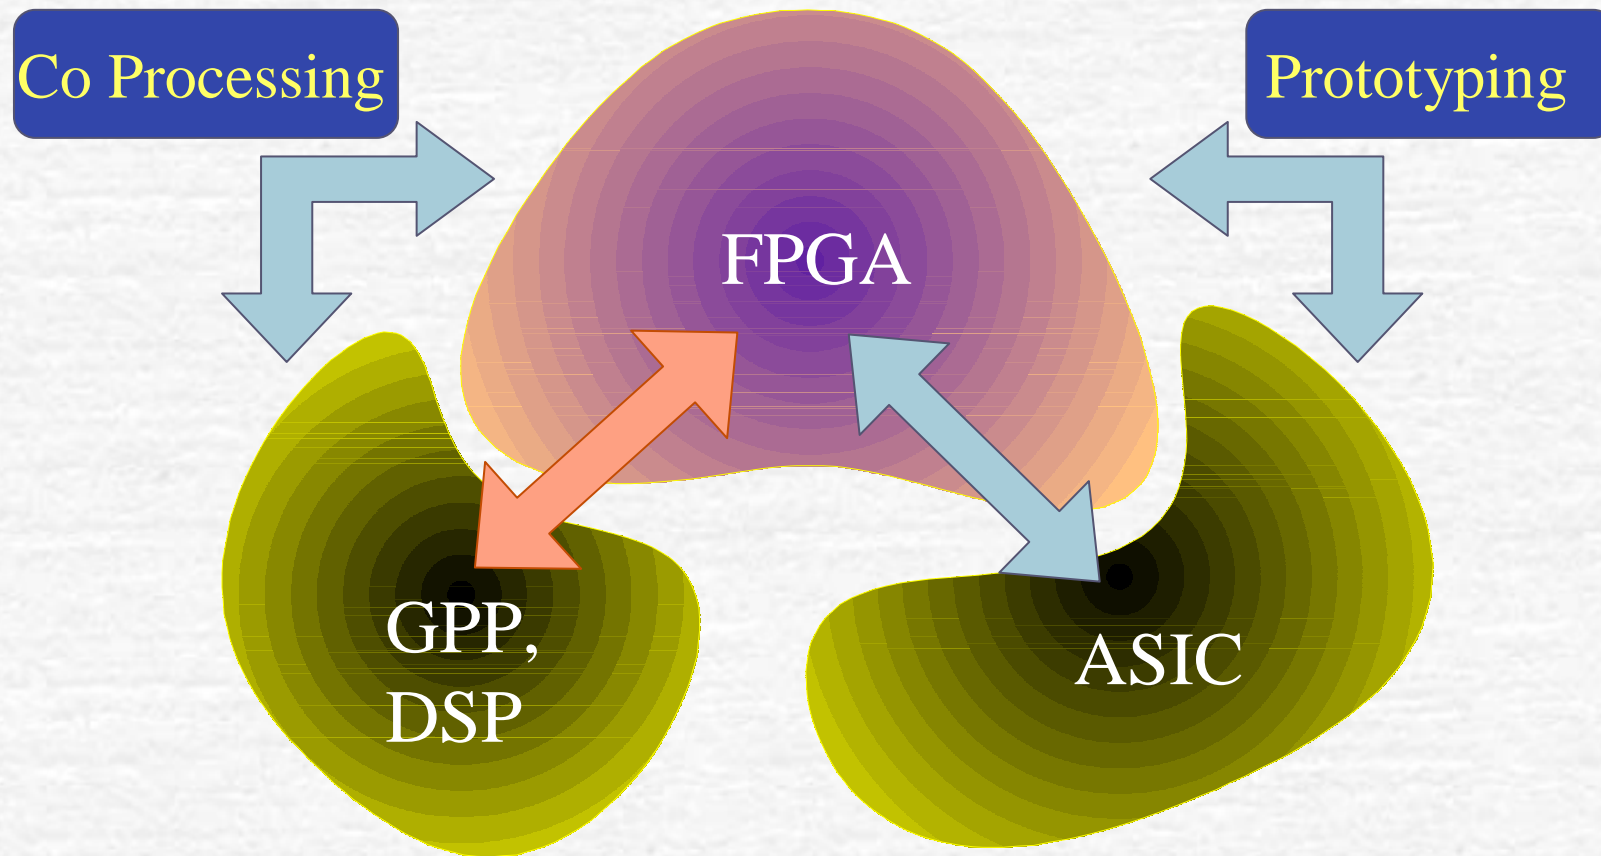 Co Processing
Prototyping
FPGA
GPP,
DSP
ASIC